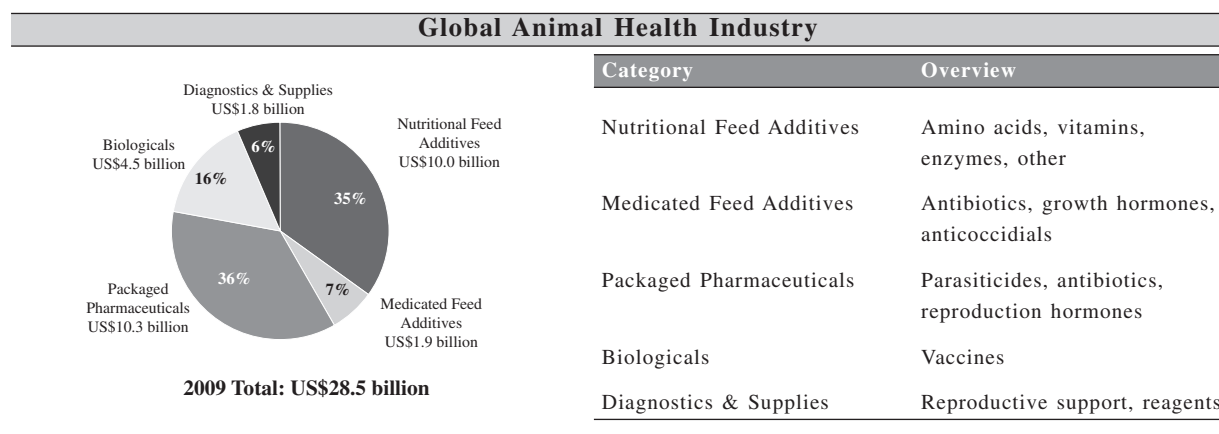 Global Animal Health Industry
Diagnostics & Supplies
US$1.8 billion
Nutritional Feed
Additives
US$10.0 billion
Biologicals
US$4.5 billion
6%
16%
35%
36%
7%
Packaged
Pharmaceuticals
US$10.3 billion
Medicated Feed
Additives
US$1.9 billion
2009 Total: US$28.5 billion
Category Overview
Nutritional Feed Additives Amino acids, vitamins,
enzymes, other
Medicated Feed Additives Antibiotics, growth hormones,
anticoccidials
Packaged Pharmaceuticals Parasiticides, antibiotics,
reproduction hormones
Biologicals Vaccines
Diagnostics & Supplies Reproductive support, reagents